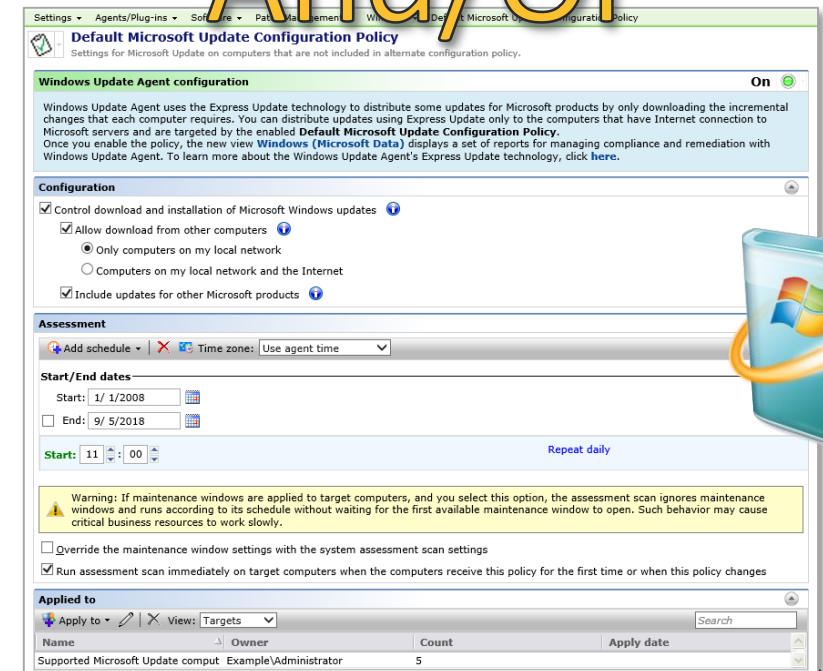 And/Or
Settings Agents/Plug-ins Software Microsoft Configuration Policy
Default Microsoft Update Configuration Policy
Settings for Microsoft Update on computers that are not included in alternate configuration policy.
Windows Update Agent configuration On
Windows Update Agent uses the Express Update technology to distribute some updates for Microsoft products by only downloading the incremental
changes that each computer requires. You can distribute updates using Express Update only to the computers that have Internet connection to
Microsoft servers and are targeted by the enabled Default Microsoft Update Configuration Policy.
Once you enable the policy, the new view Windows (Microsoft Data) displays a set of reports for managing compliance and remediation with
Windows Update Agent. To learn more about the Windows Update Agent's Express Update technology, click here.
Configuration
Control download and installation of Microsoft Windows updates
Allow download from other computers
Only computers on my local network
Computers on my local network and the Internet
Include updates for other Microsoft products
Assessment
Add schedule Time zone: Use agent time
Start/End dates
Start: 1/ 1/2008
End: 9/ 5/2018
Start: 11 : 00 Repeat daily
Warning: If maintenance windows are applied to target computers, and you select this option, the assessment scan ignores maintenance
windows and runs according to its schedule without waiting for the first available maintenance window to open. Such behavior may cause
critical business resources to work slowly.
Override the maintenance window settings with the system assessment scan settings
Run assessment scan immediately on target computers when the computers receive this policy for the first time or when this policy changes
Applied to
Apply to View: Targets Search
Name Owner Count Apply date
Supported Microsoft Update comput Example\Administrator 5